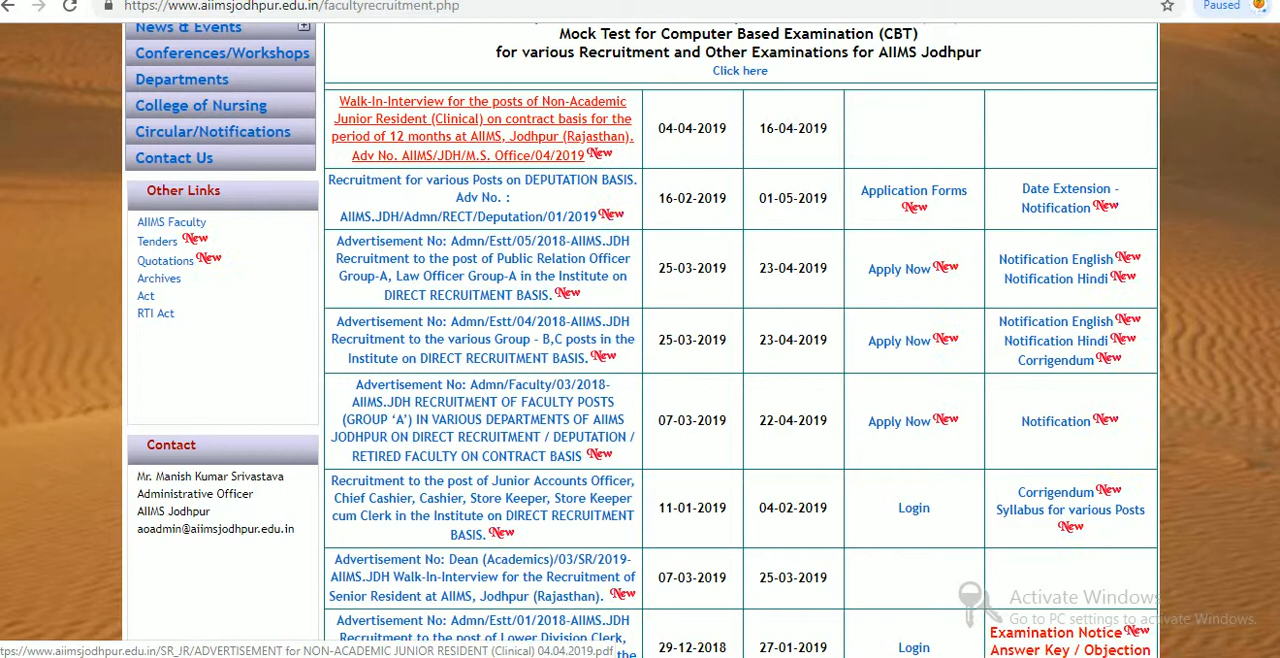 https://www.aiimsjodhpur.edu.in/facultyrecruitment.php
Paused
News & Events
Conferences/Workshops
Departments
College of Nursing
Circular/Notifications
Contact Us
Other Links
AIIMS Faculty
Tenders New
Quotations New
Archives
Act
RTI Act
Contact
Mr. Manish Kumar Srivastava
Administrative Officer
AIIMS Jodhpur
aoadmin@aiimsjodhpur.edu.in
Mock Test for Computer Based Examination (CBT)
for various Recruitment and Other Examinations for AIIMS Jodhpur
Click here
Walk-In-Interview for the posts of Non-Academic
Junior Resident (Clinical) on contract basis for the
period of 12 months at AIIMS, Jodhpur (Rajasthan).
Adv No. AIIMS/JDH/M.S. Office/04/2019 New
04-04-2019
16-04-2019
Recruitment for various Posts on DEPUTATION BASIS.
Adv No. :
AIIMS.JDH/Admn/RECT/Deputation/01/2019 New
16-02-2019
01-05-2019
Application Forms
New
Date Extension -
Notification New
Advertisement No: Admn/Estt/05/2018-AIIMS.JDH
Recruitment to the post of Public Relation Officer
Group-A, Law Officer Group-A in the Institute on
DIRECT RECRUITMENT BASIS. New
25-03-2019
23-04-2019
Apply Now New
Notification English New
Notification Hindi New
Advertisement No: Admn/Estt/04/2018-AIIMS.JDH
Recruitment to the various Group - B,C posts in the
Institute on DIRECT RECRUITMENT BASIS. New
25-03-2019
23-04-2019
Apply Now New
Notification English New
Notification Hindi New
Corrigendum New
Advertisement No: Admn/Faculty/03/2018-
AIIMS.JDH RECRUITMENT OF FACULTY POSTS
(GROUP ‘A’) IN VARIOUS DEPARTMENTS OF AIIMS
JODHPUR ON DIRECT RECRUITMENT / DEPUTATION /
RETIRED FACULTY ON CONTRACT BASIS New
07-03-2019
22-04-2019
Apply Now New
Notification New
Recruitment to the post of Junior Accounts Officer,
Chief Cashier, Cashier, Store Keeper, Store Keeper
cum Clerk in the Institute on DIRECT RECRUITMENT
BASIS. New
11-01-2019
04-02-2019
Login
Corrigendum New
Syllabus for various Posts
New
Advertisement No: Dean (Academics)/03/SR/2019-
AIIMS.JDH Walk-In-Interview for the Recruitment of
Senior Resident at AIIMS, Jodhpur (Rajasthan). New
07-03-2019
25-03-2019
Advertisement No: Admn/Estt/01/2018-AIIMS.JDH
Recruitment to the post of Lower Division Clerk,
the
29-12-2018
27-01-2019
Login
Examination Notice New
Answer Key / Objection
Activate Windows
Go to PC settings to activate Windows.
https://www.aiimsjodhpur.edu.in/SR_JR/ADVERTISEMENT for NON-ACADEMIC JUNIOR RESIDENT (Clinical) 04.04.2019.pdf